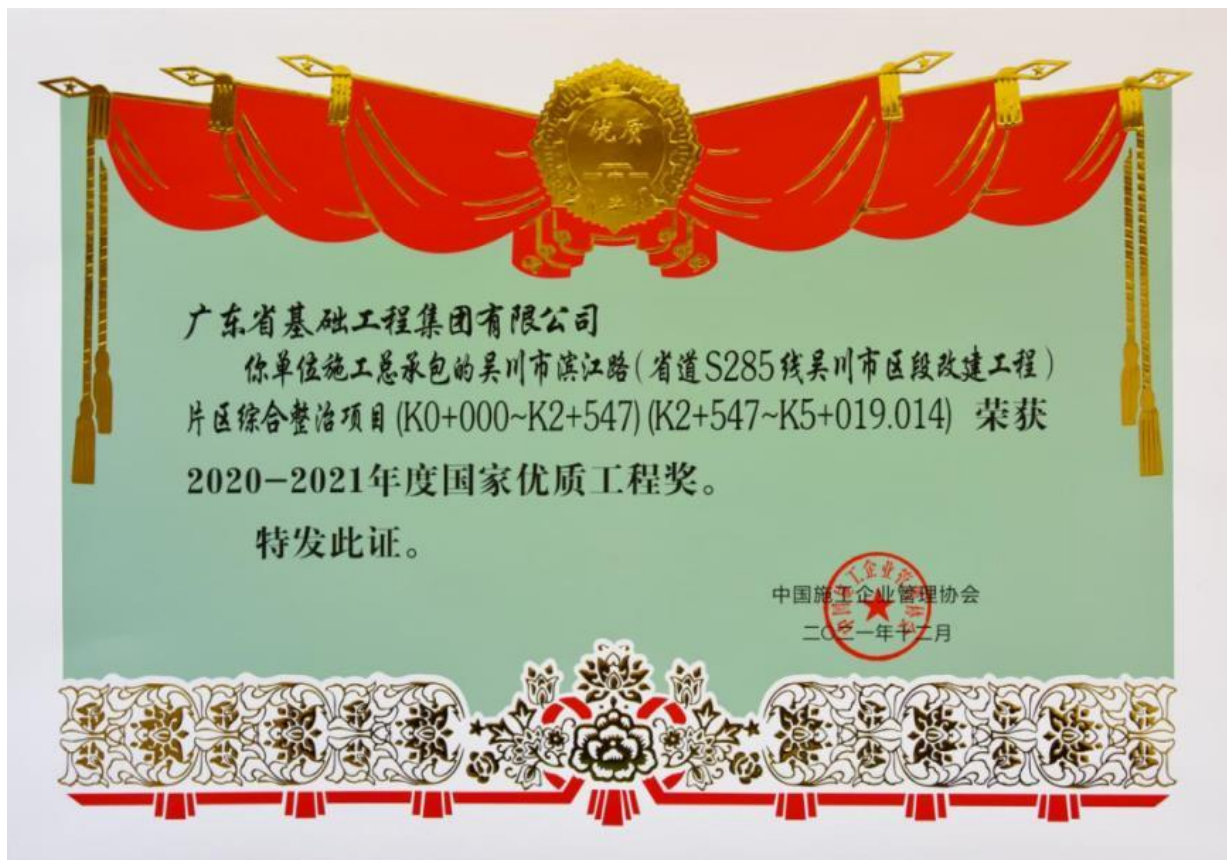 优质
广东省基础工程集团有限公司
你单位施工总承包的吴川市滨江路(省道S285线吴川市区段改建工程)
片区综合整治项目(K0+000~K2+547)(K2+547~K5+019.014) 荣获
2020-2021年度国家优质工程奖。
特发此证。
中国施工企业管理协会
二〇二一年十二月